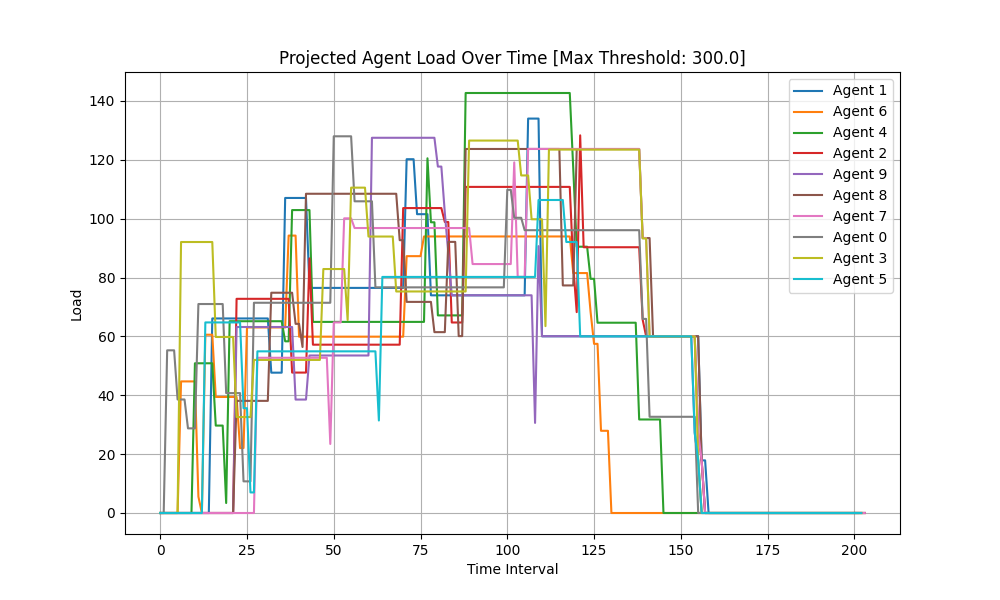 Projected Agent Load Over Time [Max Threshold: 300.0]
Load
140
120
100
80
60
40
20
0
0 25 50 75 100 125 150 175 200
Time Interval
Agent 1
Agent 6
Agent 4
Agent 2
Agent 9
Agent 8
Agent 7
Agent 0
Agent 3
Agent 5